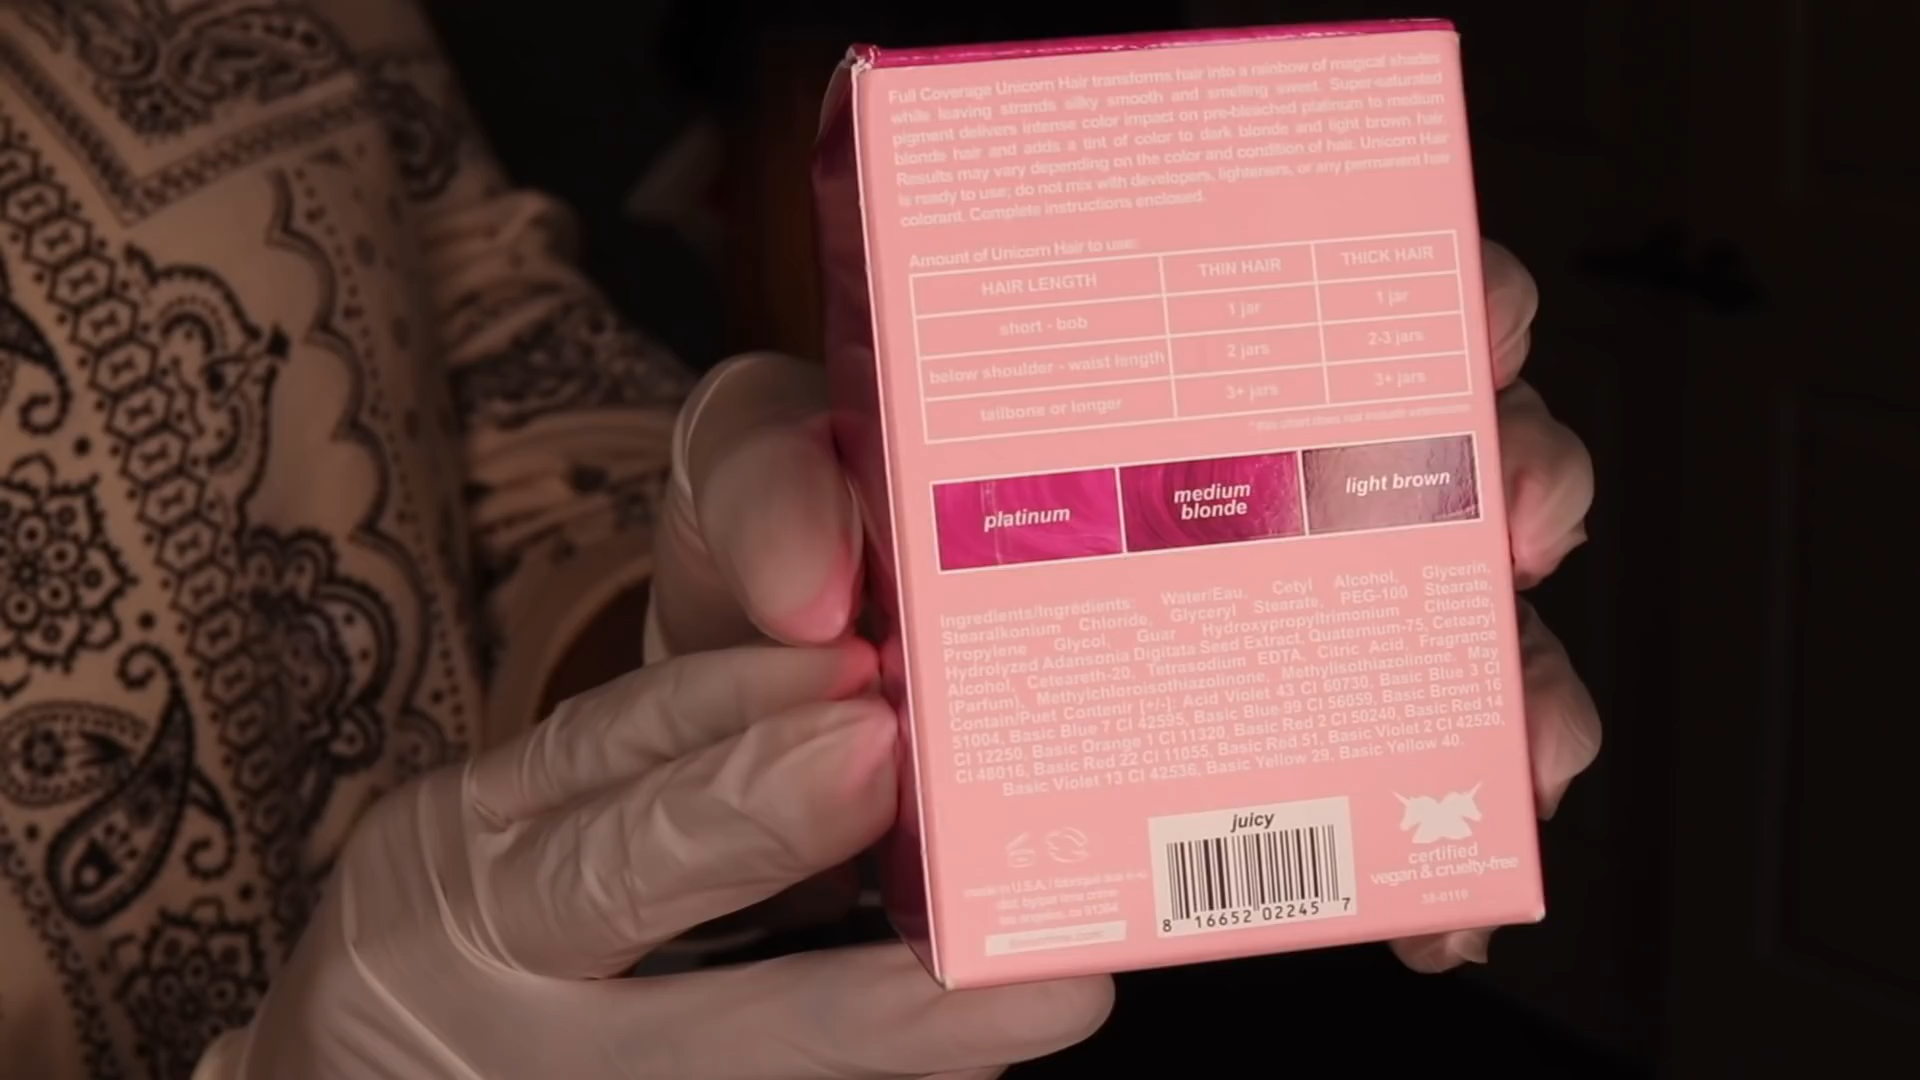 Full Coverage Unicorn Hair transforms hair into a rainbow of magical shades
while leaving strands silky smooth and smelling sweet. Super-saturated
pigment delivers intense color impact on pre-bleached platinum to medium
blonde hair and adds a tint of color to dark blonde and light brown hair.
Results may vary depending on the color and condition of hair. Unicorn Hair
is ready to use; do not mix with developers, lighteners, or any permanent hair
colorant. Complete instructions enclosed.
Amount of Unicorn Hair to use:
HAIR LENGTH THIN HAIR THICK HAIR
short - bob 1 jar 1 jar
below shoulder - waist length 2 jars 2-3 jars
tailbone or longer 3+ jars 3+ jars
* this chart does not include extensions
platinum medium blonde light brown
Ingredients/Ingrédients: Water/Eau, Cetyl Alcohol, Glycerin,
Stearalkonium Chloride, Glyceryl Stearate, PEG-100 Stearate,
Propylene Glycol, Guar Hydroxypropyltrimonium Chloride,
Hydrolyzed Adansonia Digitata Seed Extract, Quaternium-75, Cetearyl
Alcohol, Ceteareth-20, Tetrasodium EDTA, Citric Acid, Fragrance
(Parfum), Methylchloroisothiazolinone, Methylisothiazolinone. May
Contain/Puet Contenir [+/-]: Acid Violet 43 CI 60730, Basic Blue 3 CI
51004, Basic Blue 7 CI 42595, Basic Blue 99 CI 56059, Basic Brown 16
CI 12250, Basic Orange 1 CI 11320, Basic Red 2 CI 50240, Basic Red 14
CI 48016, Basic Red 22 CI 11055, Basic Red 51, Basic Violet 2 CI 42520,
Basic Violet 13 CI 42536, Basic Yellow 29, Basic Yellow 40.
juicy
8 16652 02245 7
certified
vegan & cruelty-free
made in U.S.A. /
los angeles, ca